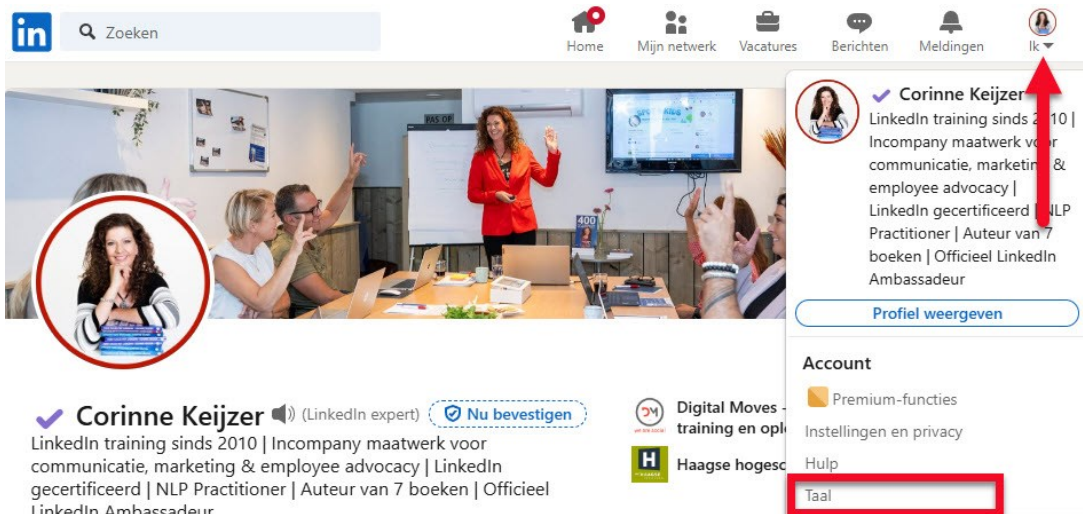 in
Zoeken
Home
Mijn netwerk
Vacatures
Berichten
Meldingen
Ik
PAS OP
400
Corinne Keijzer
LinkedIn training sinds 2010 |
Incompany maatwerk voor
communicatie, marketing &
employee advocacy |
LinkedIn gecertificeerd | NLP
Practitioner | Auteur van 7
boeken | Officieel LinkedIn
Ambassadeur
Profiel weergeven
Account
Premium-functies
Instellingen en privacy
Hulp
Taal
Corinne Keijzer (LinkedIn expert) Nu bevestigen
LinkedIn training sinds 2010 | Incompany maatwerk voor
communicatie, marketing & employee advocacy | LinkedIn
gecertificeerd | NLP Practitioner | Auteur van 7 boeken | Officieel
LinkedIn Ambassadeur
Digital Moves -
training en ople
H
Haagse hogesc